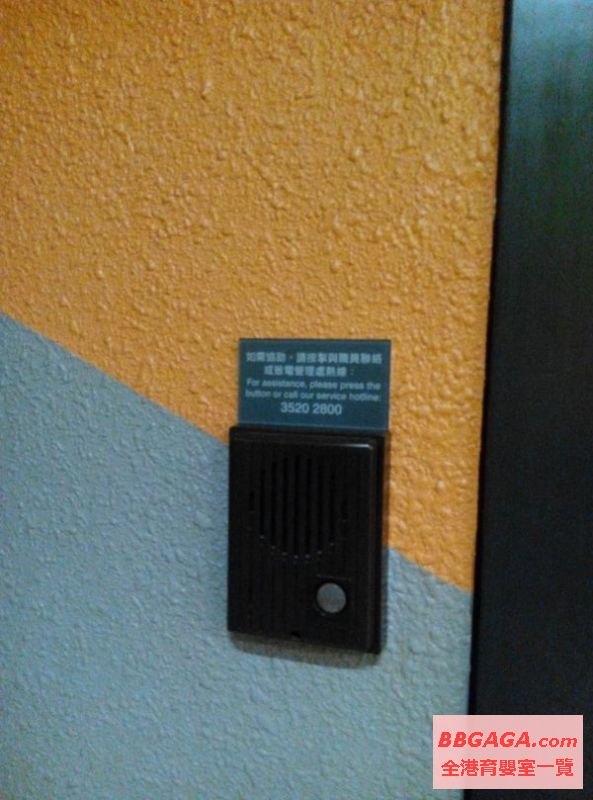 如需協助，請按掣與職員聯絡
或致電管理處熱線：
For assistance, please press the
button or call our service hotline:
3520 2800
BBGAGA.com
全港育嬰室一覽